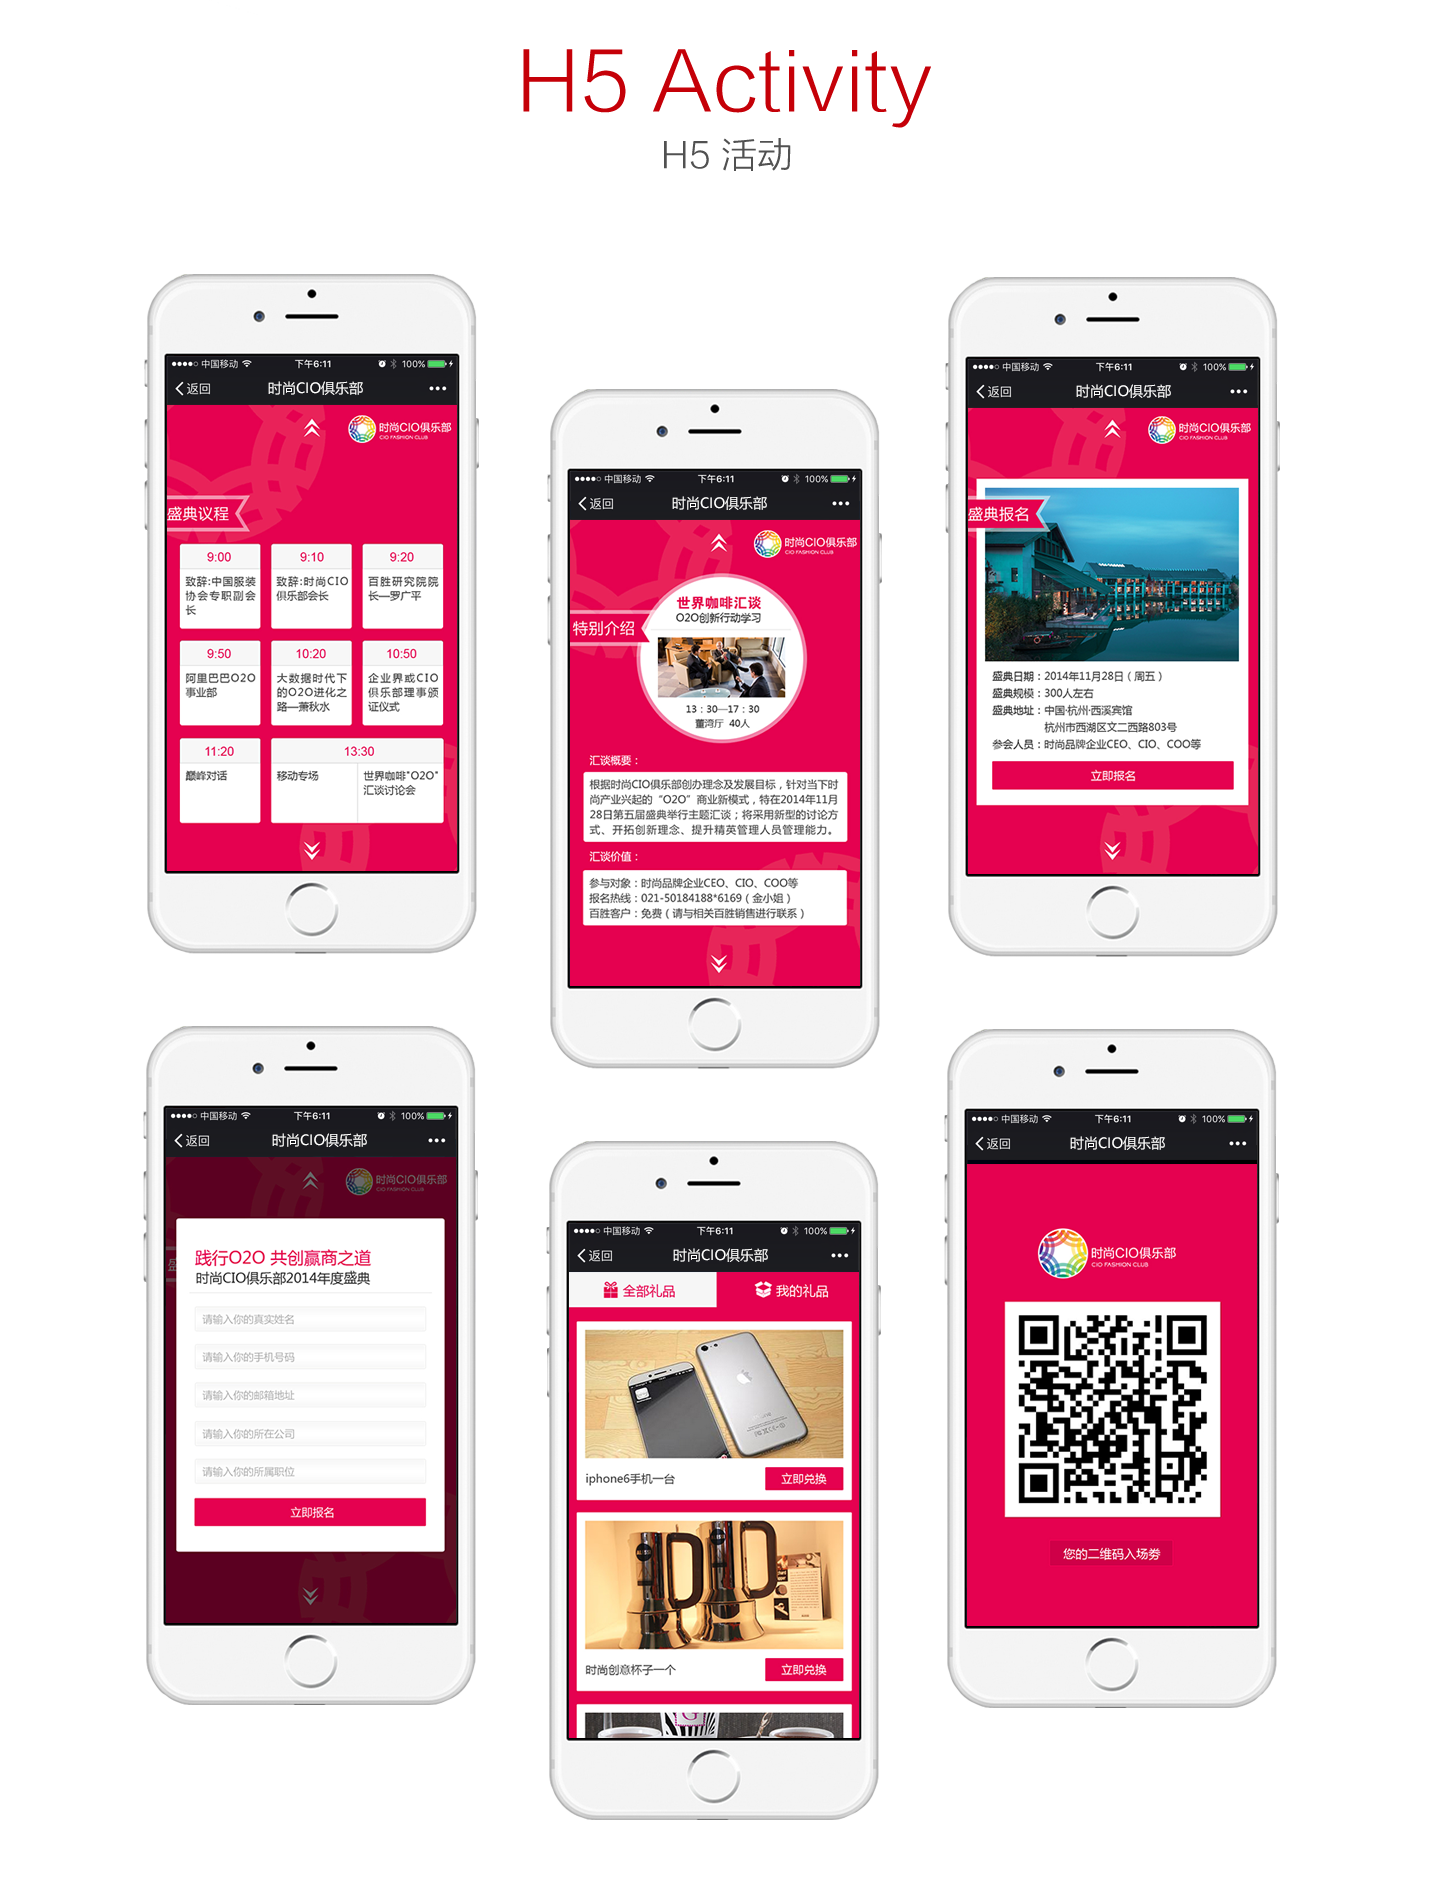 H5 Activity
H5 活动
中国移动 下午6:11 100%
返回 时尚CIO俱乐部
时尚CIO俱乐部
CIO FASHION CLUB
盛典议程
9:00 9:10 9:20
致辞:中国服装 致辞:时尚CIO 百胜研究院院
协会专职副会 俱乐部会长 长—罗广平
长
9:50 10:20 10:50
阿里巴巴O2O 大数据时代下 企业界或CIO
事业部 的O2O进化之 俱乐部理事颁
路—萧秋水 证仪式
11:20 13:30
巅峰对话 移动专场 世界咖啡"O2O"
汇谈讨论会
中国移动 下午6:11 100%
返回 时尚CIO俱乐部
时尚CIO俱乐部
CIO FASHION CLUB
世界咖啡汇谈
O2O创新行动学习
特别介绍
13：30—17：30
董湾厅 40人
汇谈概要：
根据时尚CIO俱乐部创办理念及发展目标，针对当下时
尚产业兴起的“O2O”商业新模式，特在2014年11月
28日第五届盛典举行主题汇谈；将采用新型的讨论方
式、开拓创新理念、提升精英管理人员管理能力。
汇谈价值：
参与对象：时尚品牌企业CEO、CIO、COO等
报名热线：021-50184188*6169（金小姐）
百胜客户：免费（请与相关百胜销售进行联系）
中国移动 下午6:11 100%
返回 时尚CIO俱乐部
时尚CIO俱乐部
CIO FASHION CLUB
盛典报名
盛典日期：2014年11月28日（周五）
盛典规模：300人左右
盛典地址：中国·杭州·西溪宾馆
杭州市西湖区文二西路803号
参会人员：时尚品牌企业CEO、CIO、COO等
立即报名
中国移动 下午6:11 100%
返回 时尚CIO俱乐部
时尚CIO俱乐部
CIO FASHION CLUB
践行O2O 共创赢商之道
时尚CIO俱乐部2014年度盛典
请输入你的真实姓名
请输入你的手机号码
请输入你的邮箱地址
请输入你的所在公司
请输入你的所属职位
立即报名
中国移动 下午6:11 100%
返回 时尚CIO俱乐部
全部礼品 我的礼品
iphone6手机一台 立即兑换
时尚创意杯子一个 立即兑换
中国移动 下午6:11 100%
返回 时尚CIO俱乐部
时尚CIO俱乐部
CIO FASHION CLUB
您的二维码入场劵